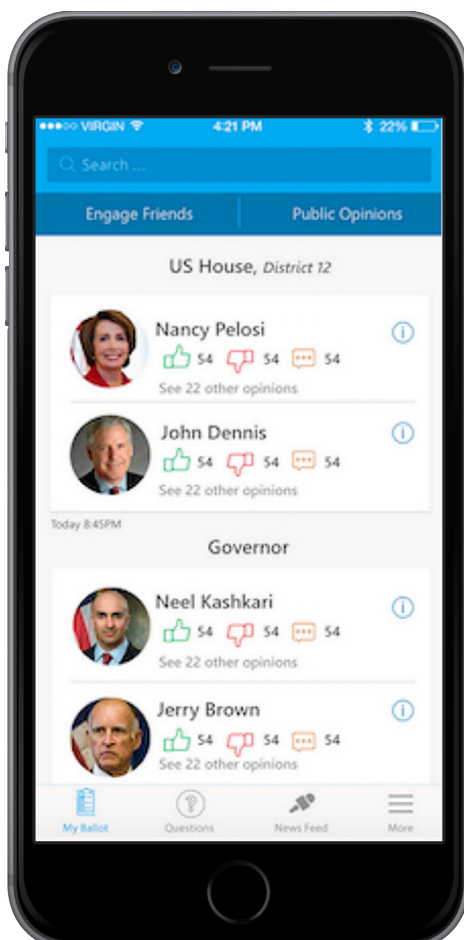 VIRGIN 4:21 PM 22%
Search ...
Engage Friends Public Opinions
US House, District 12
Nancy Pelosi
54 54 54
See 22 other opinions
John Dennis
54 54 54
See 22 other opinions
Today 8:45PM
Governor
Neel Kashkari
54 54 54
See 22 other opinions
Jerry Brown
54 54 54
See 22 other opinions
My Ballot Questions News Feed More